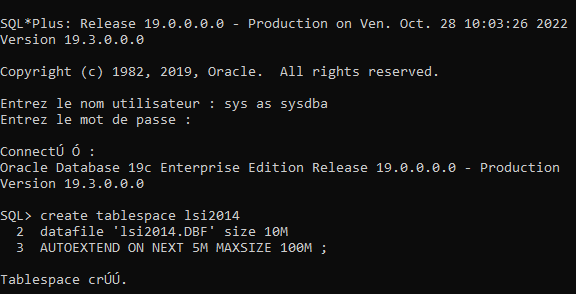 SQL*Plus: Release 19.0.0.0.0 - Production on Ven. Oct. 28 10:03:26 2022
Version 19.3.0.0.0
Copyright (c) 1982, 2019, Oracle.  All rights reserved.
Entrez le nom utilisateur : sys as sysdba
Entrez le mot de passe :
ConnectÚ Ó :
Oracle Database 19c Enterprise Edition Release 19.0.0.0.0 - Production
Version 19.3.0.0.0
SQL> create tablespace lsi2014
  2  datafile 'lsi2014.DBF' size 10M
  3  AUTOEXTEND ON NEXT 5M MAXSIZE 100M ;
Tablespace crÚÚ.